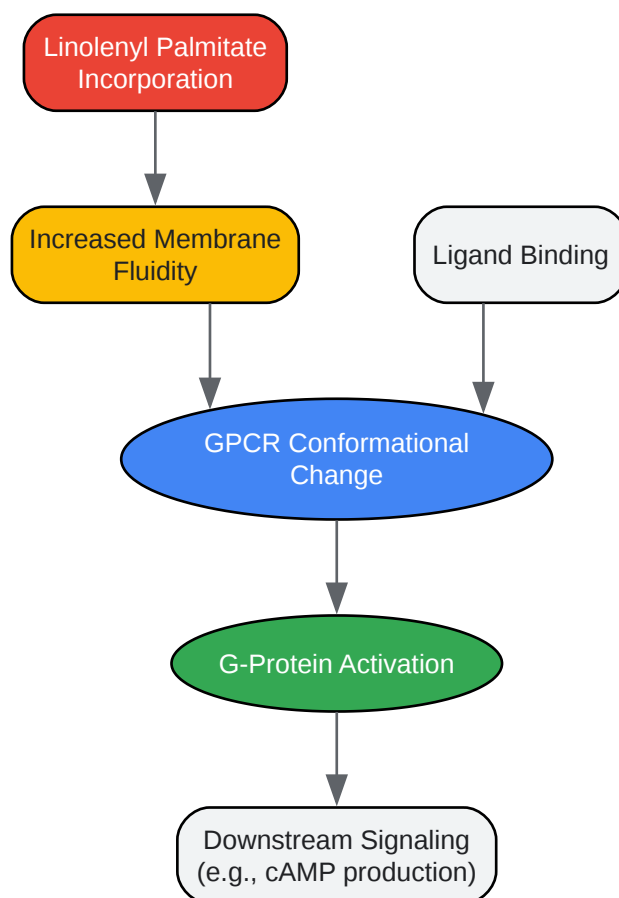 Linolenyl Palmitate
Incorporation
Increased Membrane
Fluidity
Ligand Binding
GPCR Conformational
Change
G-Protein Activation
Downstream Signaling
(e.g., cAMP production)